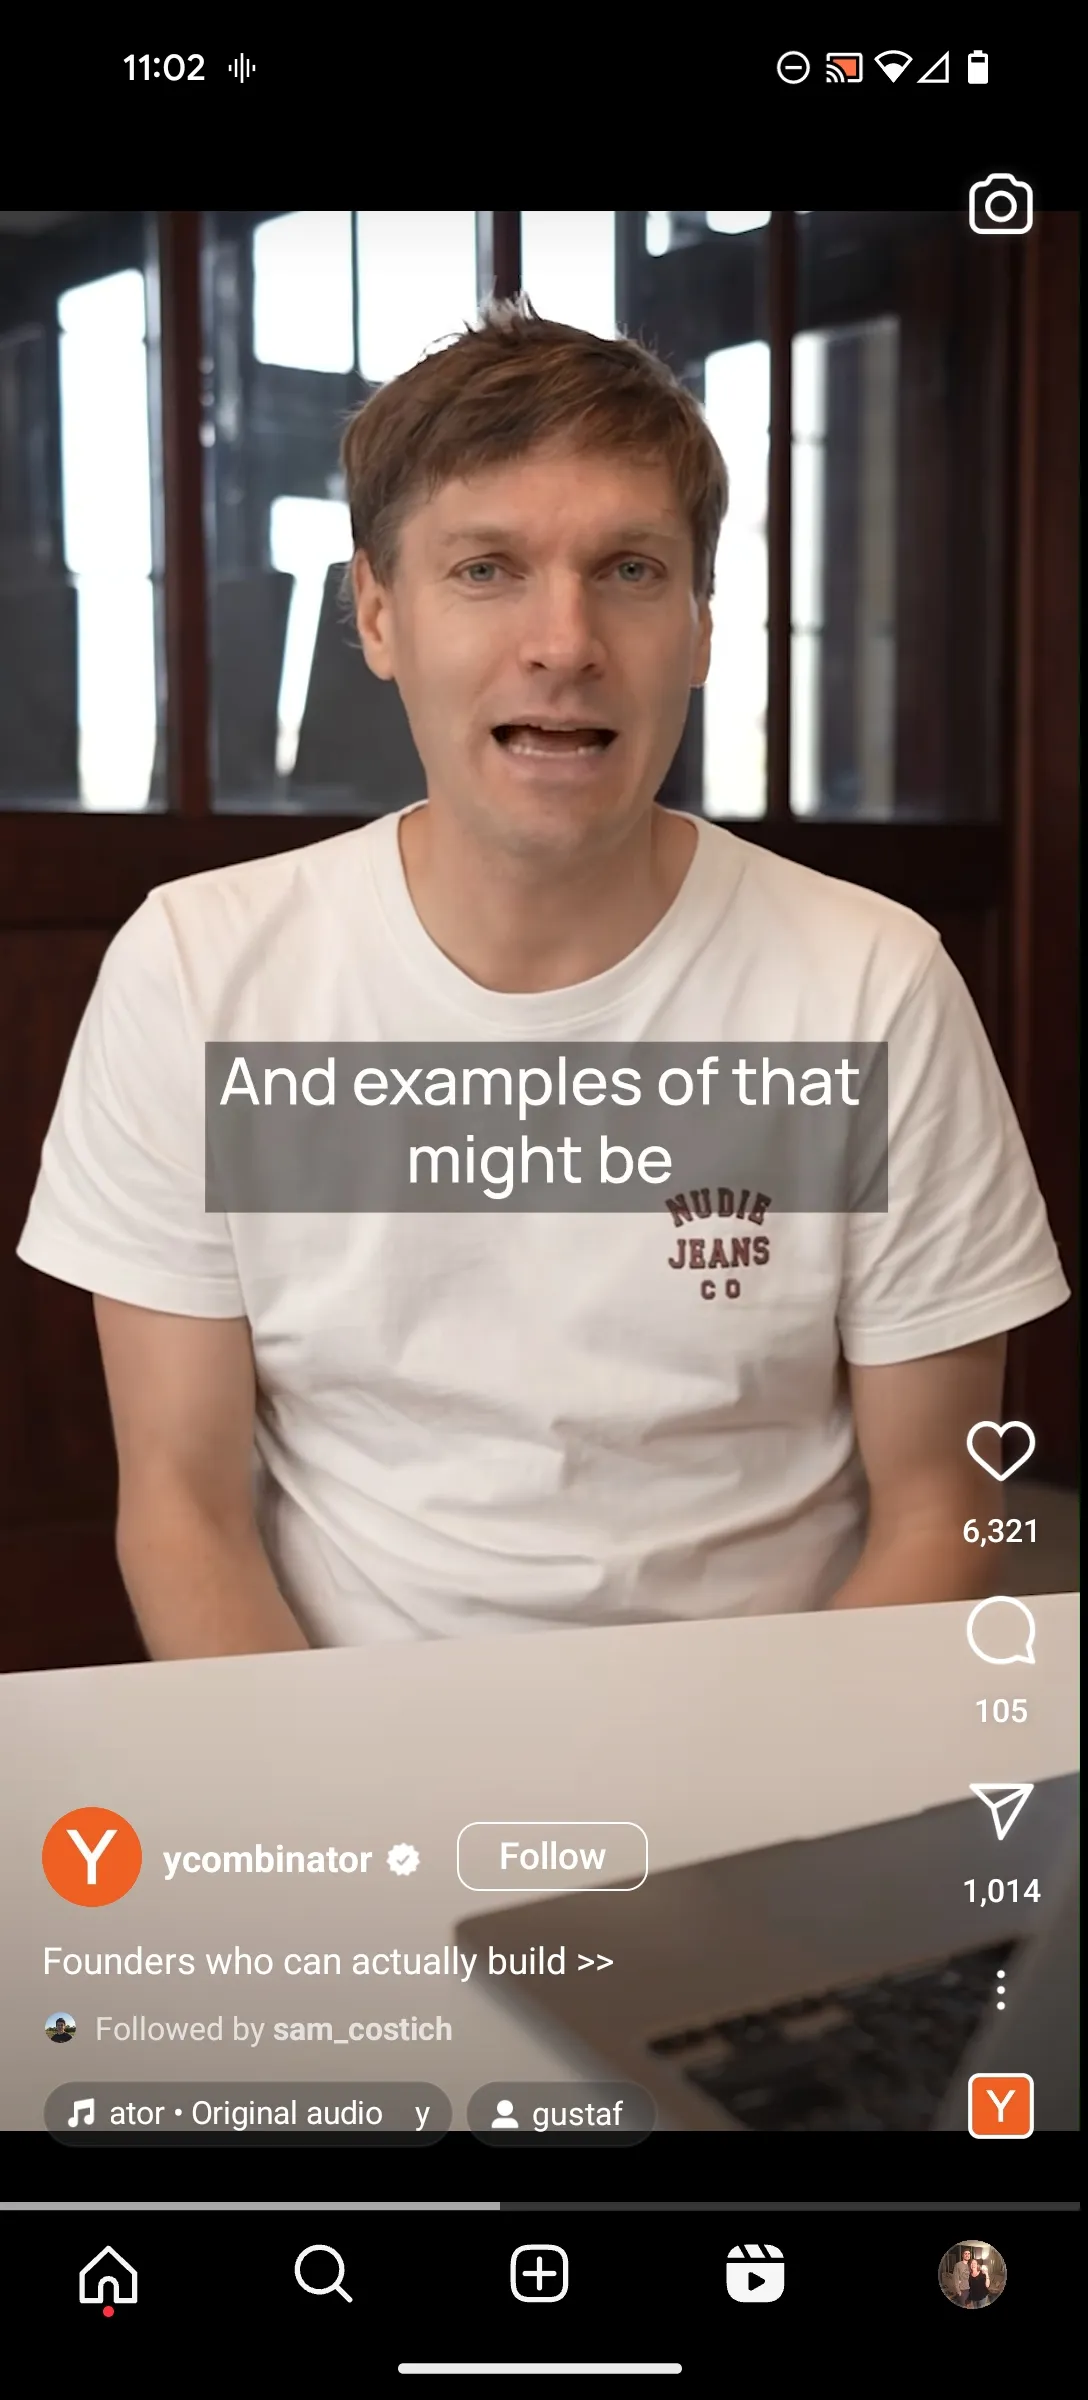 11:02
And examples of that
might be
NUDIE
JEANS
CO
6,321
105
1,014
Y
ycombinator
Follow
Founders who can actually build >>
Followed by sam_costich
ator • Original audio y
gustaf
Y